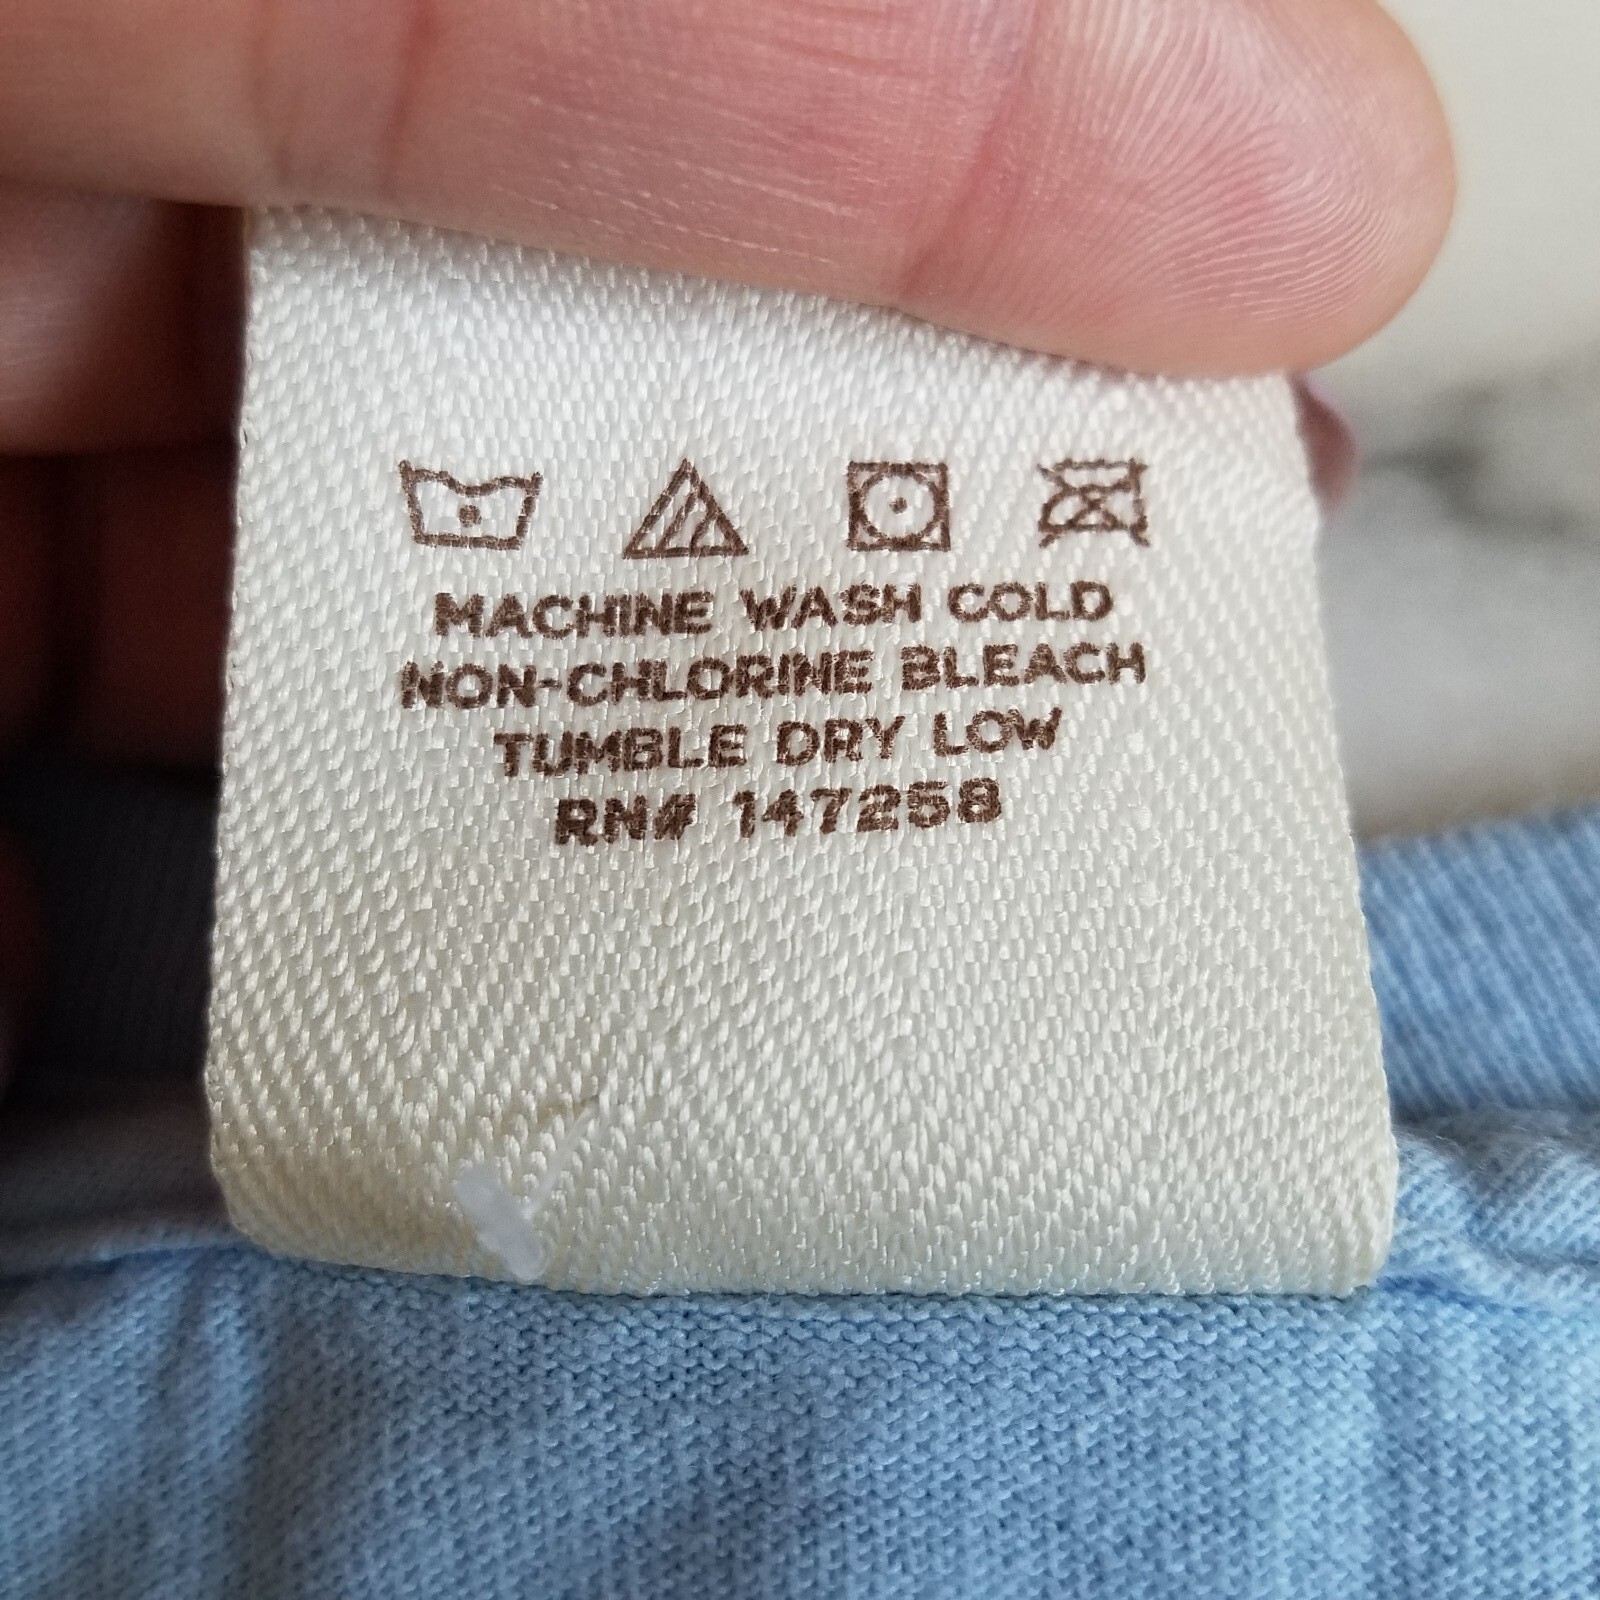 MACHINE WASH COLD
NON-CHLORINE BLEACH
TUMBLE DRY LOW
RN# 147258